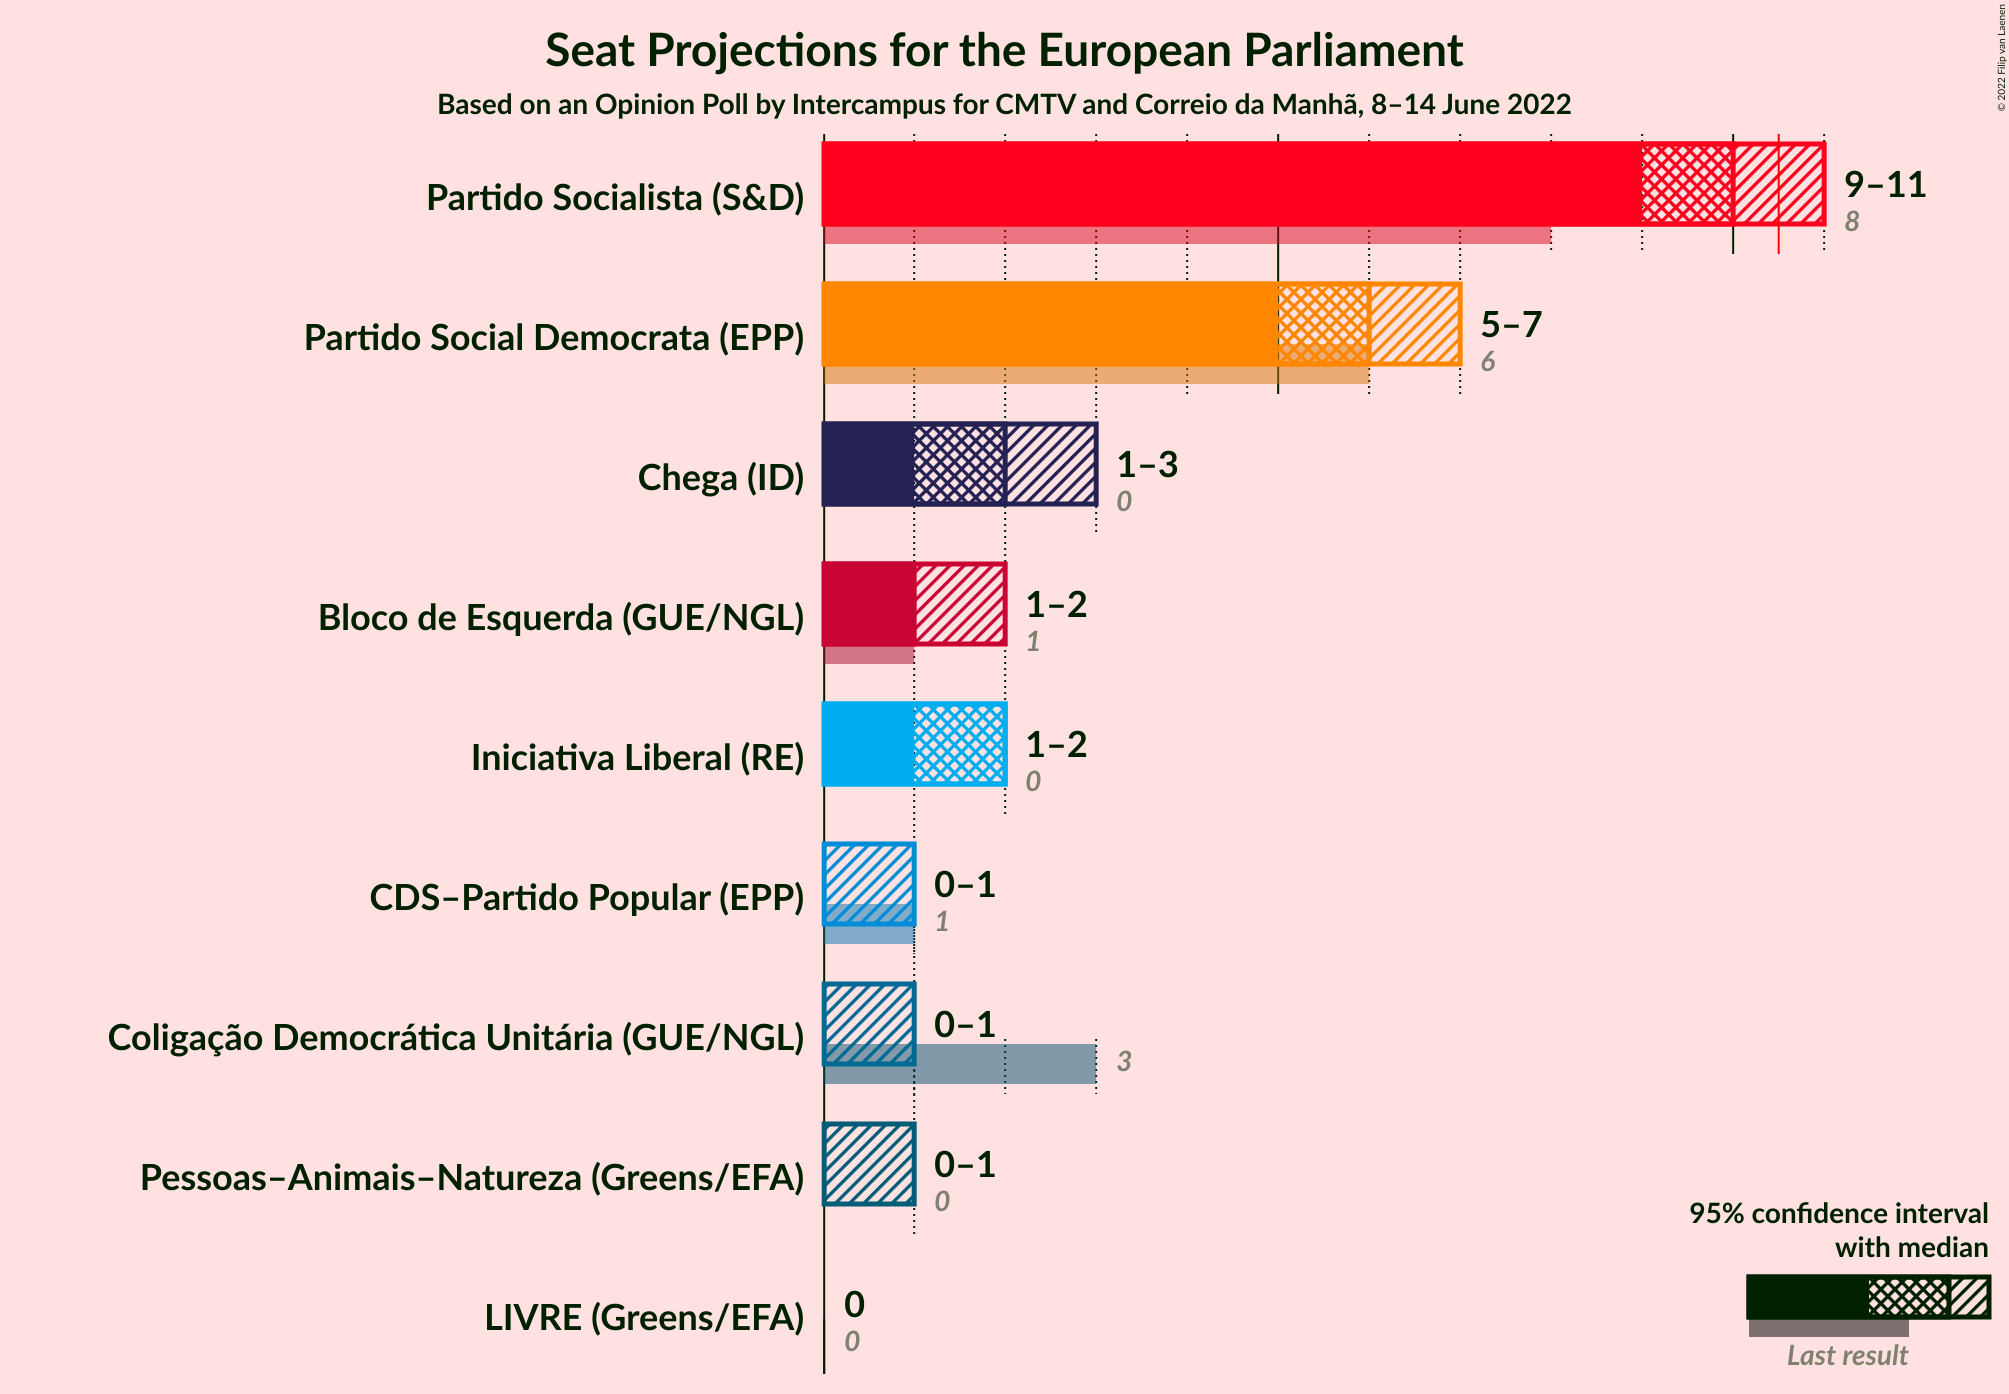 Seat Projections for the European Parliament
Based on an Opinion Poll by Intercampus for CMTV and Correio da Manhã, 8–14 June 2022
© 2022 Filip van Laenen
Partido Socialista (S&D)
9–11
8
Partido Social Democrata (EPP)
5–7
6
Chega (ID)
1–3
0
Bloco de Esquerda (GUE/NGL)
1–2
1
Iniciativa Liberal (RE)
1–2
0
CDS–Partido Popular (EPP)
0–1
1
Coligação Democrática Unitária (GUE/NGL)
0–1
3
Pessoas–Animais–Natureza (Greens/EFA)
0–1
0
LIVRE (Greens/EFA)
0
0
95% confidence interval
with median
Last result